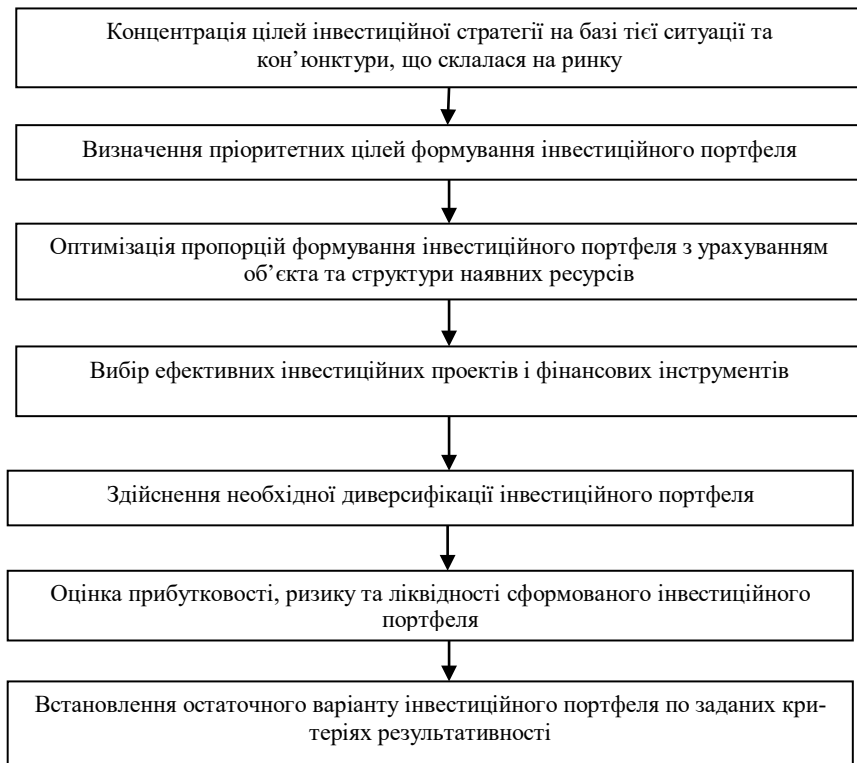 Концентрація цілей інвестиційної стратегії на базі тієї ситуації та
кон’юнктури, що склалася на ринку
Визначення пріоритетних цілей формування інвестиційного портфеля
Оптимізація пропорцій формування інвестиційного портфеля з урахуванням
об’єкта та структури наявних ресурсів
Вибір ефективних інвестиційних проектів і фінансових інструментів
Здійснення необхідної диверсифікації інвестиційного портфеля
Оцінка прибутковості, ризику та ліквідності сформованого інвестиційного
портфеля
Встановлення остаточного варіанту інвестиційного портфеля по заданих кри-
теріях результативності